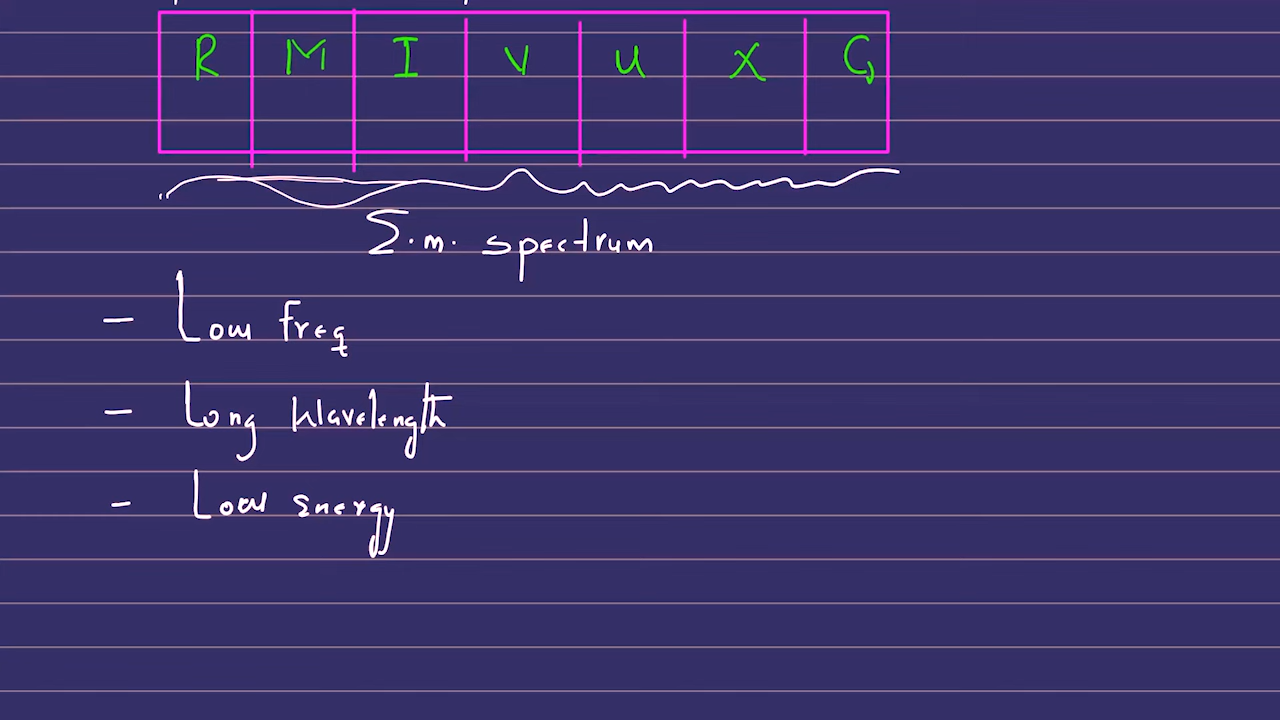 R M I V U X G
E.m. spectrum
- Low freq
- Long Wavelength
- Low Energy